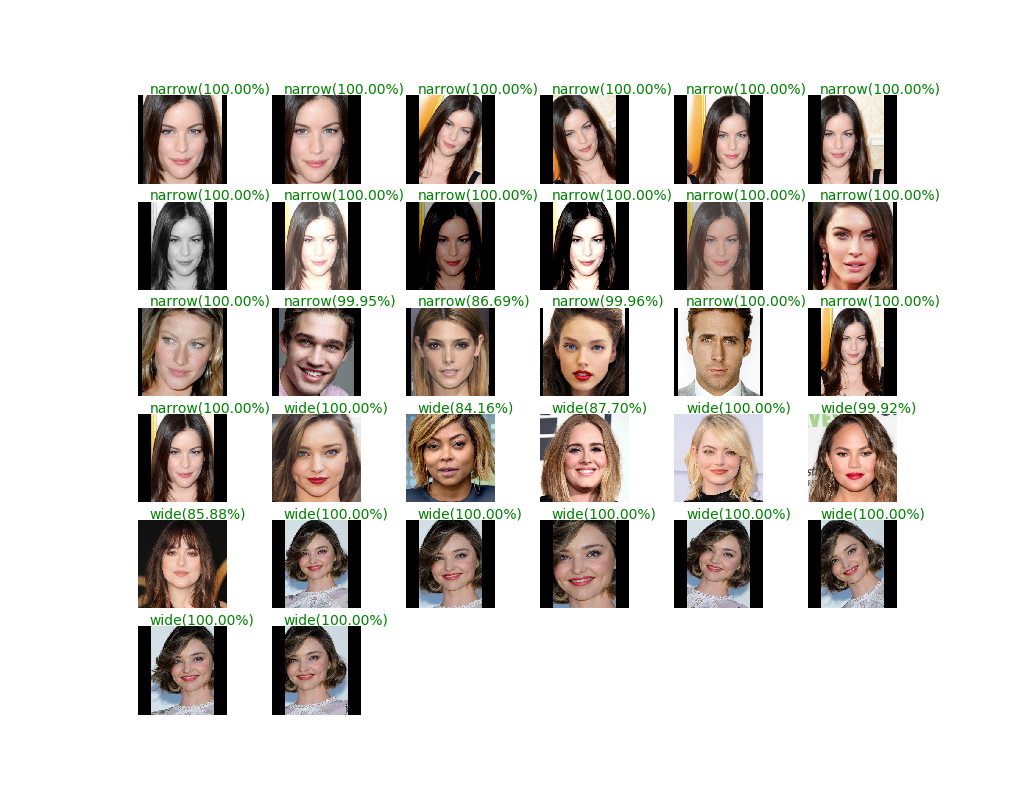 narrow(100.00%) narrow(100.00%) narrow(100.00%) narrow(100.00%) narrow(100.00%) narrow(100.00%)
narrow(100.00%) narrow(100.00%) narrow(100.00%) narrow(100.00%) narrow(100.00%) narrow(100.00%)
narrow(100.00%) narrow(99.95%) narrow(86.69%) narrow(99.96%) narrow(100.00%) narrow(100.00%)
narrow(100.00%) wide(100.00%) wide(84.16%) wide(87.70%) wide(100.00%) wide(99.92%)
wide(85.88%) wide(100.00%) wide(100.00%) wide(100.00%) wide(100.00%) wide(100.00%)
wide(100.00%) wide(100.00%)